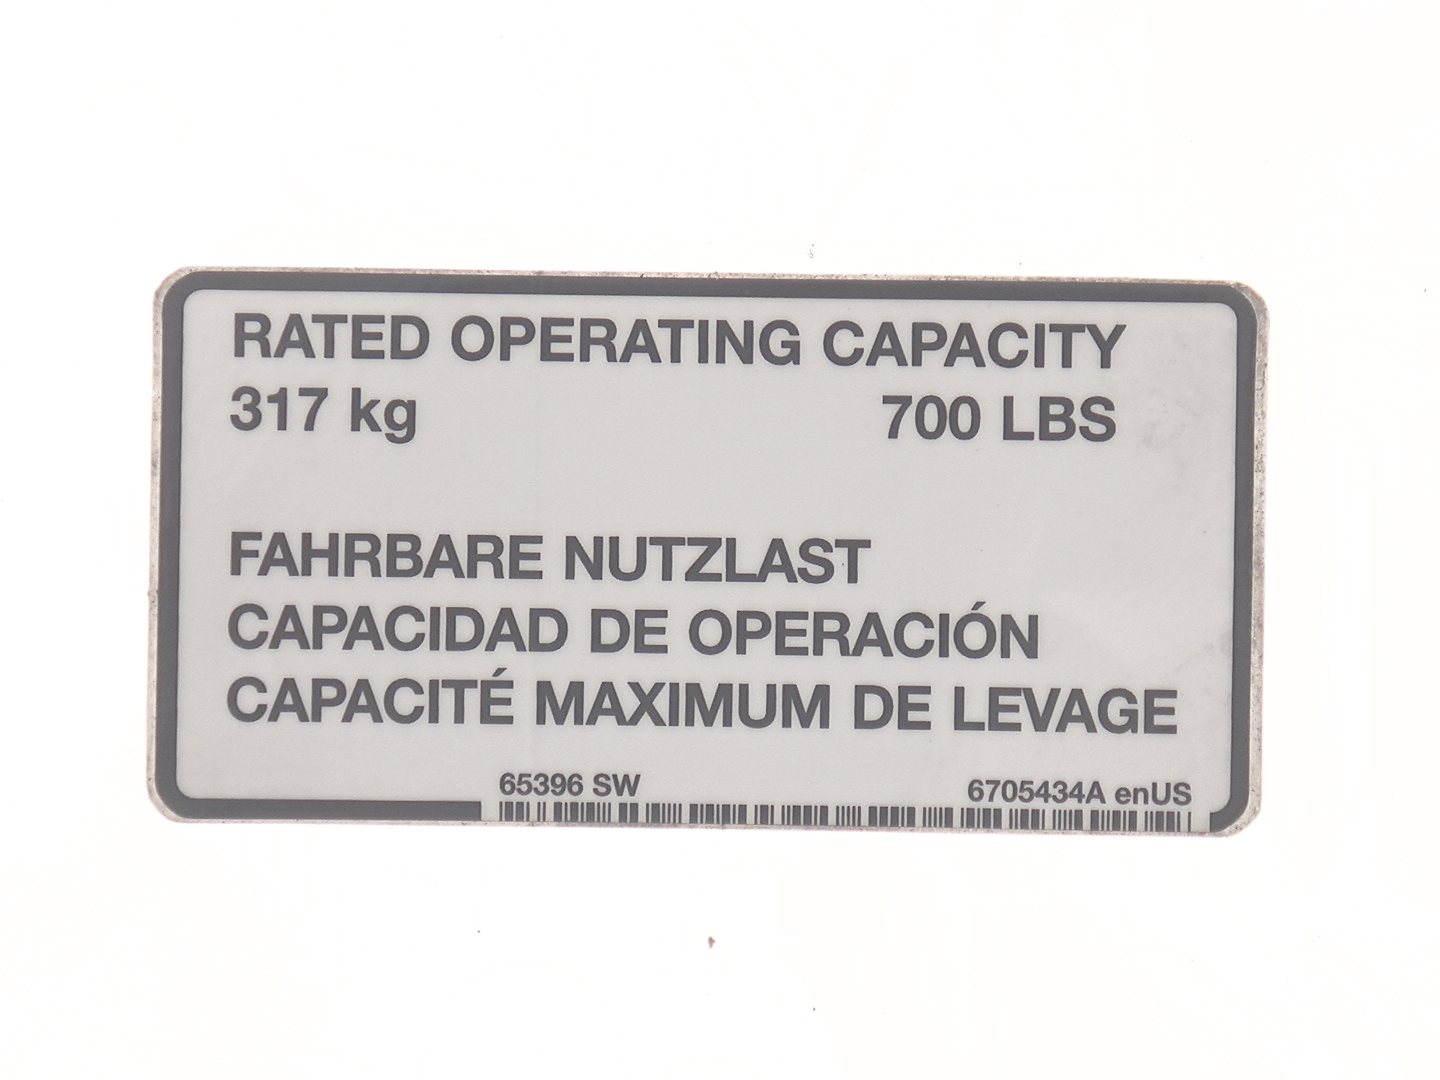 RATED OPERATING CAPACITY
317 kg 700 LBS
FAHRBARE NUTZLAST
CAPACIDAD DE OPERACIÓN
CAPACITÉ MAXIMUM DE LEVAGE
65396 SW 6705434A enUS